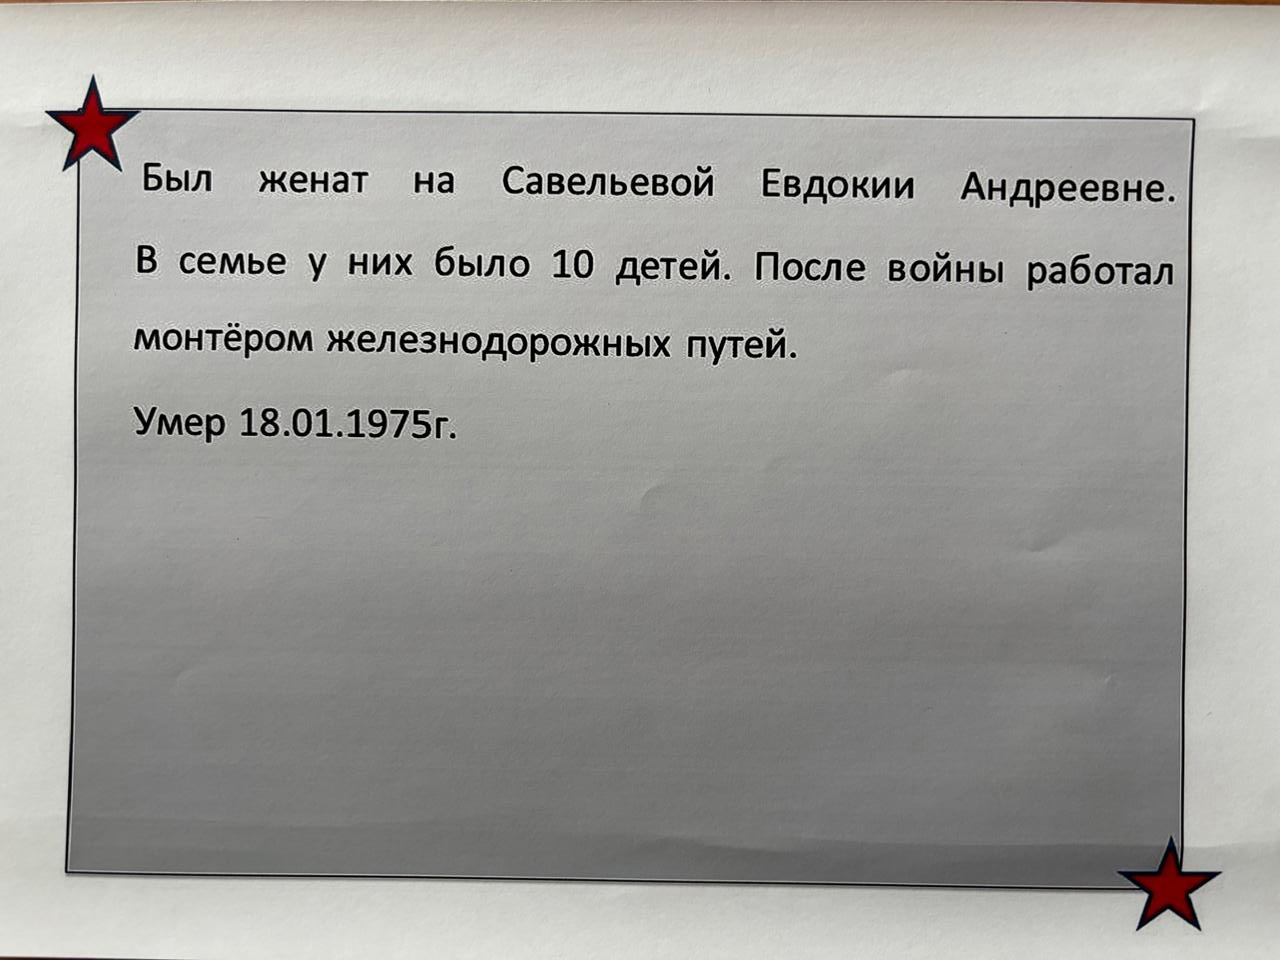 Был женат на Савельевой Евдокии Андреевне.
В семье у них было 10 детей. После войны работал
монтёром железнодорожных путей.
Умер 18.01.1975г.